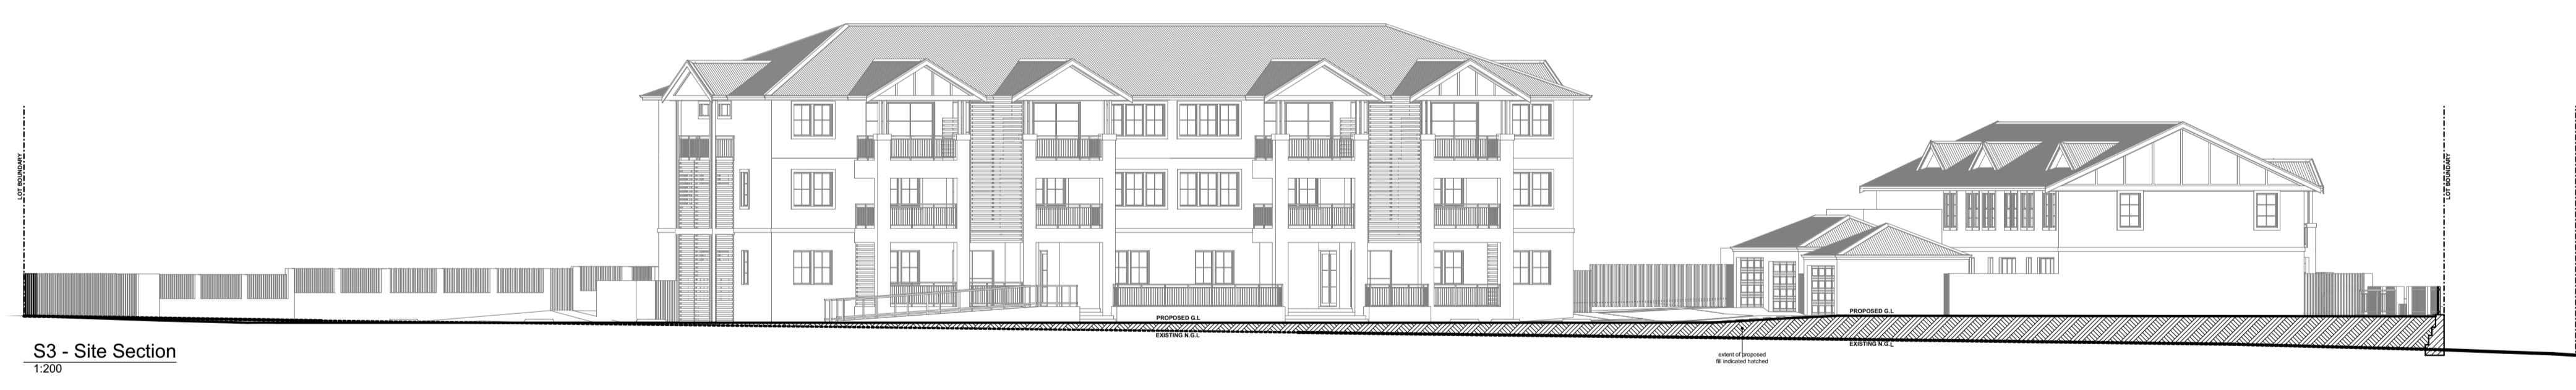 LOT BOUNDARY
LOT BOUNDARY
PROPOSED G.L
EXISTING N.G.L
PROPOSED G.L
EXISTING N.G.L
extent of proposed
fill indicated hatched
S3 - Site Section
1:200